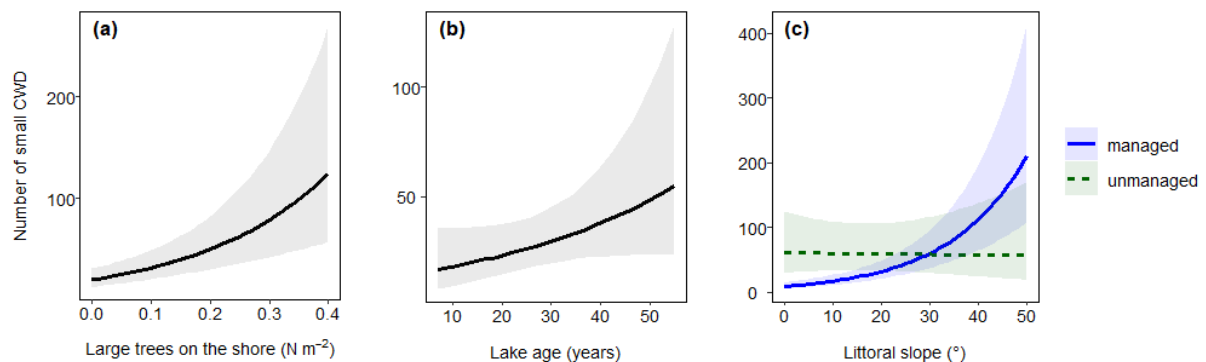 (a)
(b)
(c)
Number of small CWD
200
100
0.0 0.1 0.2 0.3 0.4
Large trees on the shore (N m⁻²)
100
50
10 20 30 40 50
Lake age (years)
400
300
200
100
0
0 10 20 30 40 50
Littoral slope (°)
managed
unmanaged